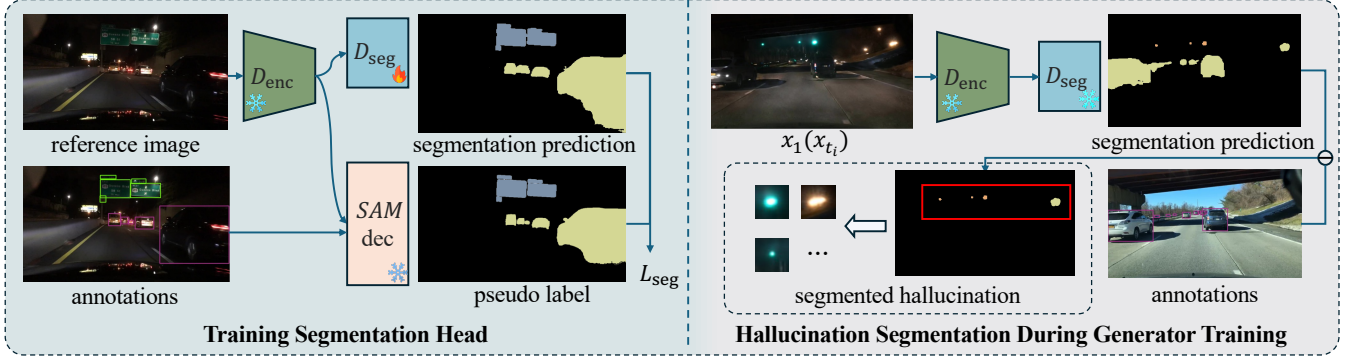 D_enc
D_seg
reference image
segmentation prediction
SAM
dec
L_seg
annotations
pseudo label
Training Segmentation Head
D_enc
D_seg
x_1(x_{t_i})
segmentation prediction
...
segmented hallucination
annotations
Hallucination Segmentation During Generator Training